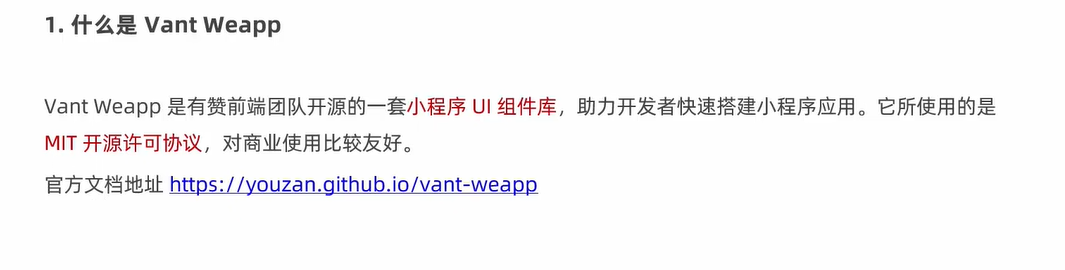 1. 什么是 Vant Weapp
Vant Weapp 是有赞前端团队开源的一套小程序 UI 组件库，助力开发者快速搭建小程序应用。它所使用的是
MIT 开源许可协议，对商业使用比较友好。
官方文档地址 https://youzan.github.io/vant-weapp